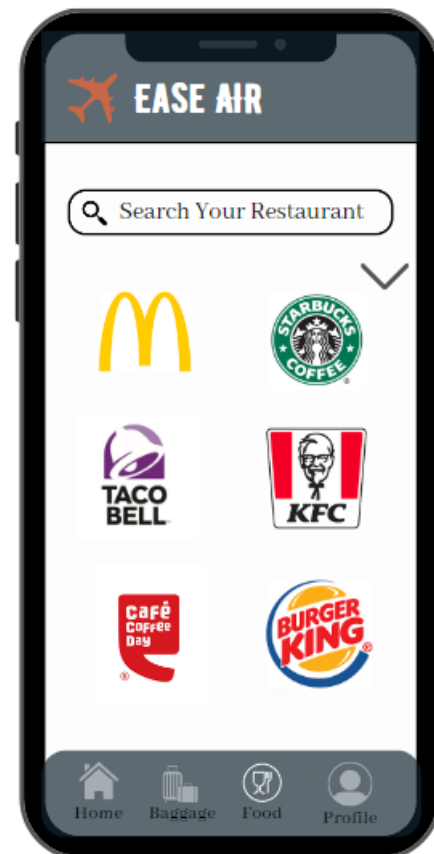 EASE AIR
Search Your Restaurant
STARBUCKS
COFFEE
®
TACO
BELL
KFC
Café
Coffee
Day
®
BURGER
KING
®
Home Baggage Food Profile